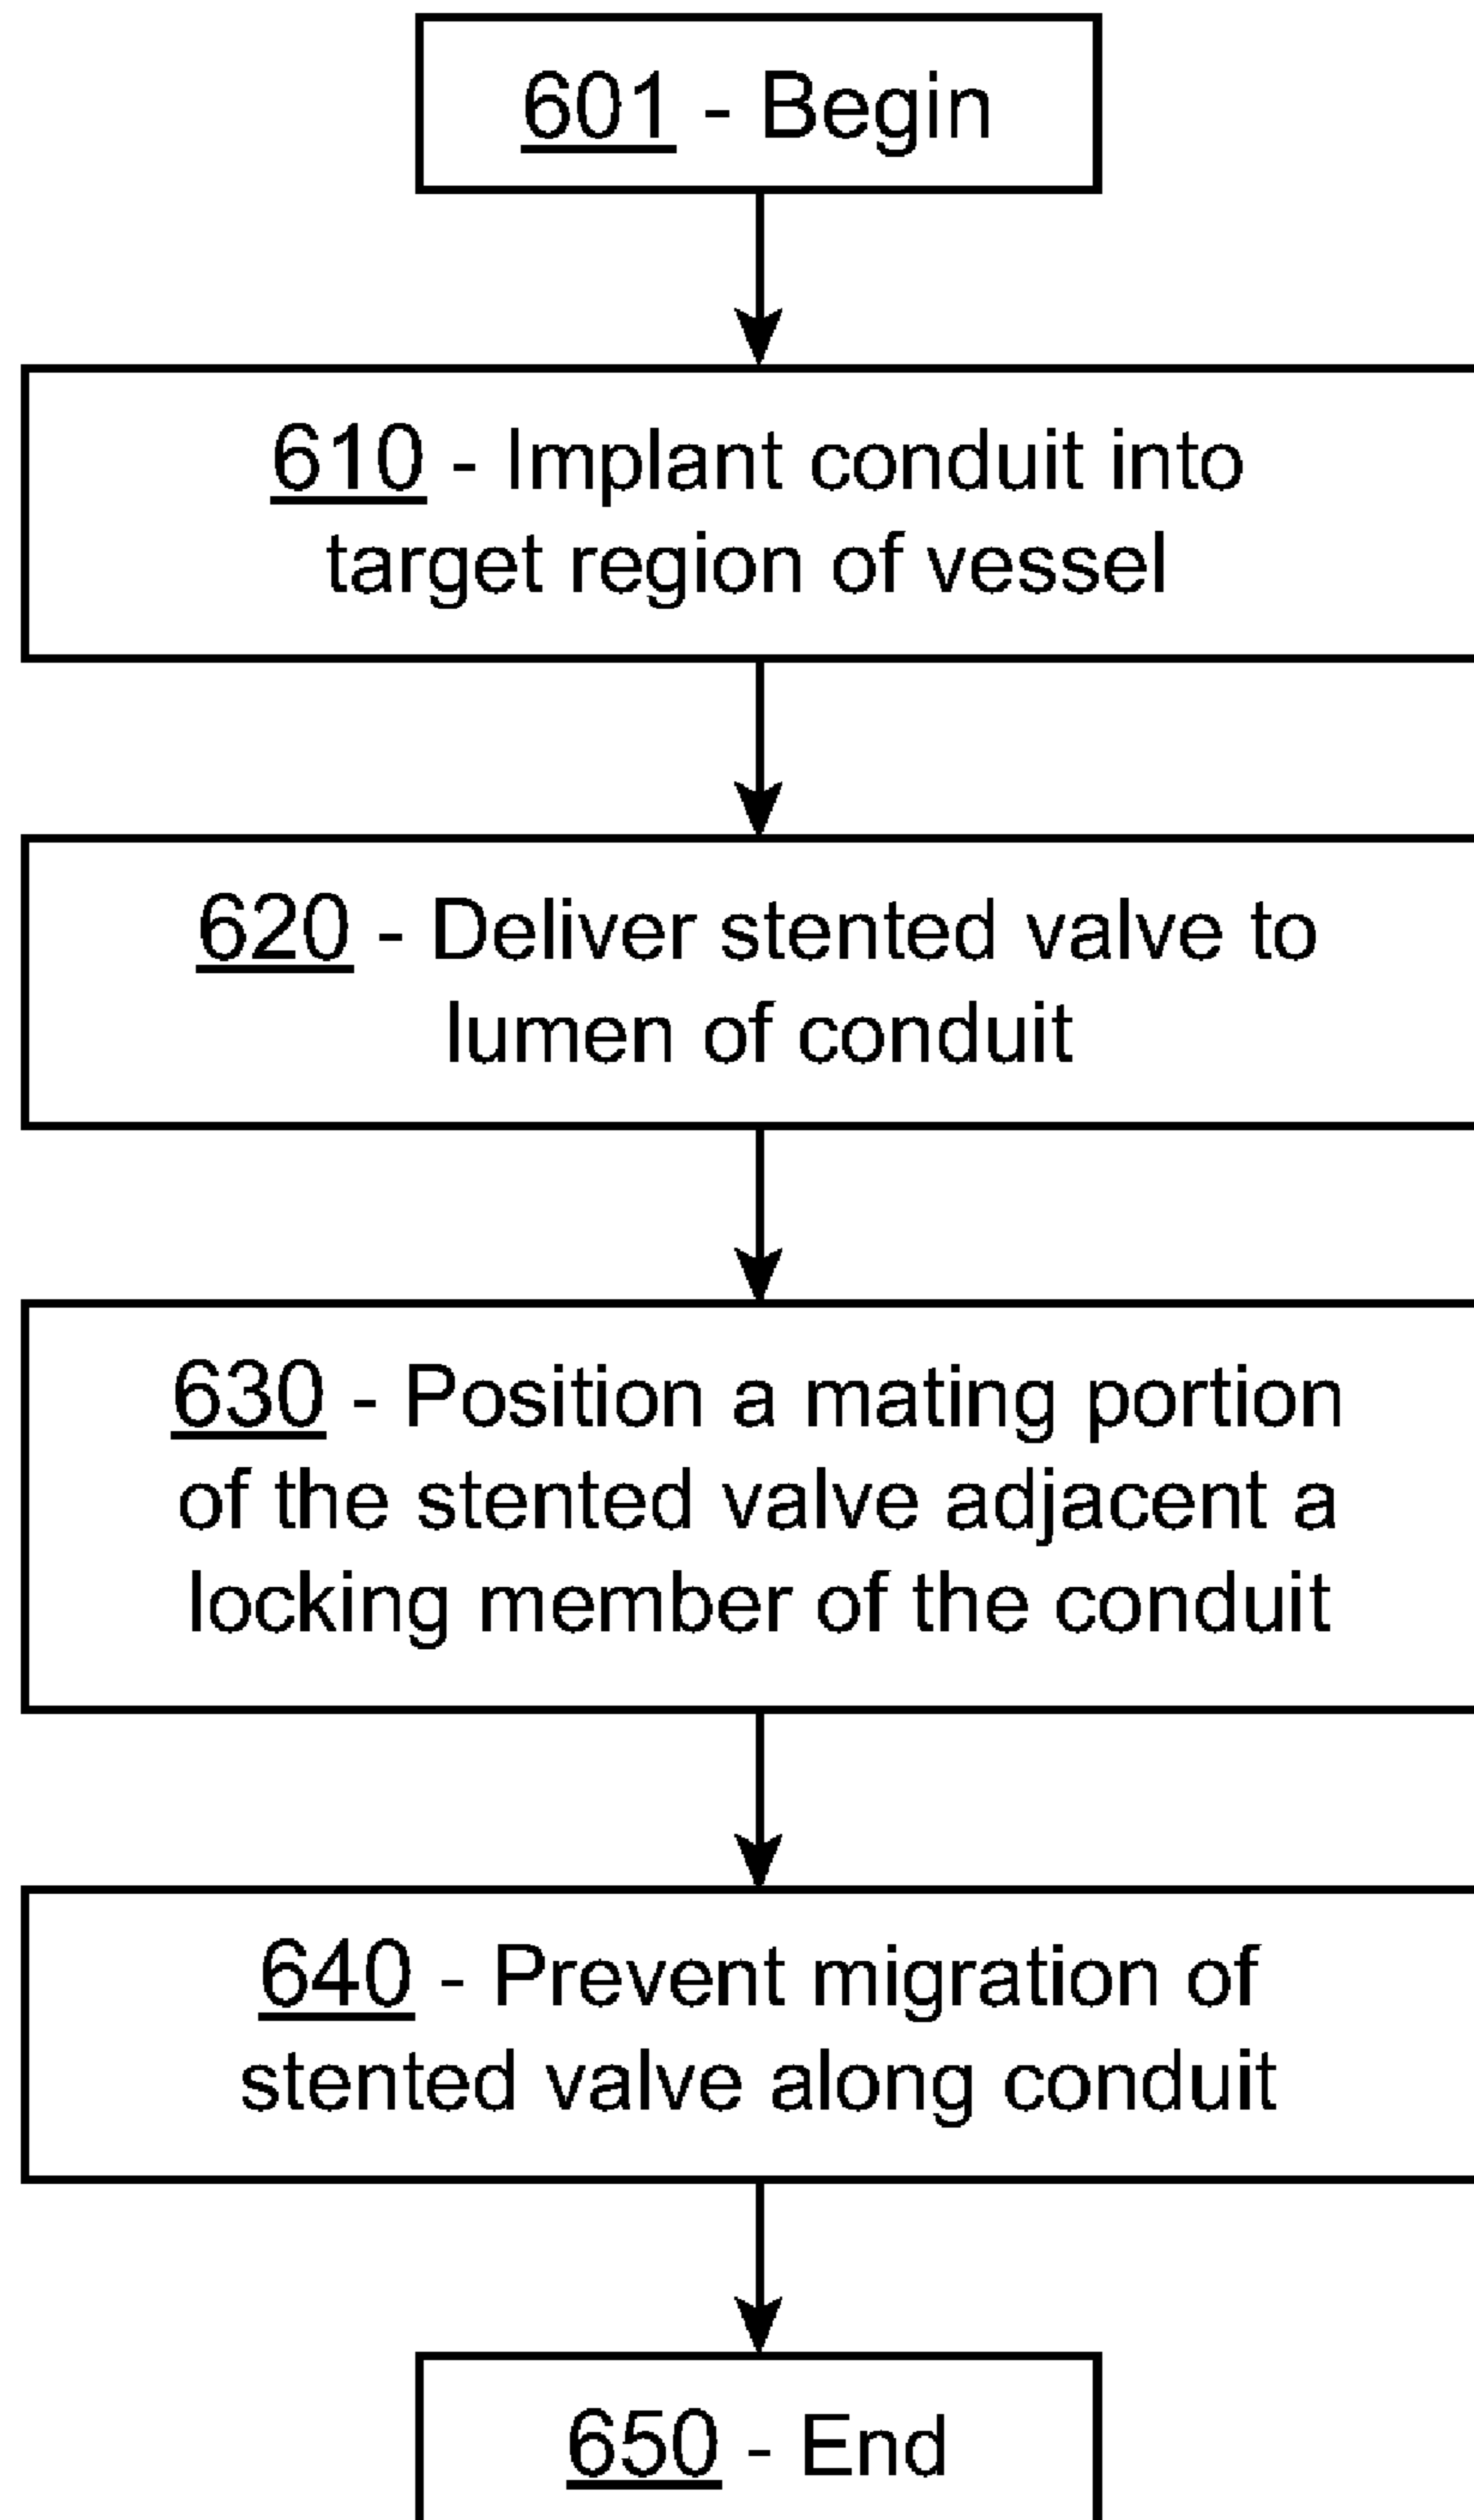 601 - Begin
610 - Implant conduit into
target region of vessel
620 - Deliver stented valve to
lumen of conduit
630 - Position a mating portion
of the stented valve adjacent a
locking member of the conduit
640 - Prevent migration of
stented valve along conduit
650 - End